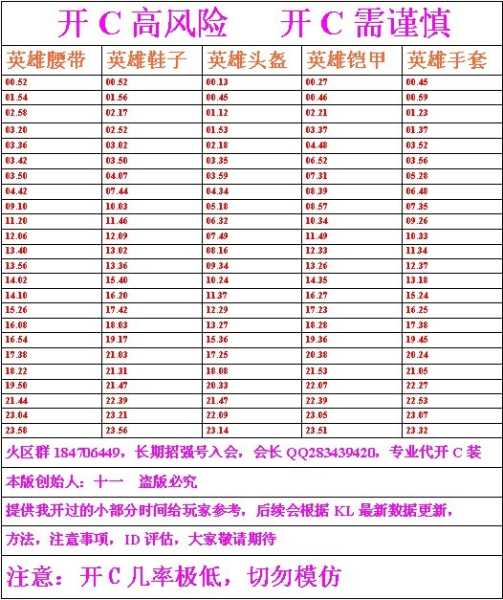 开 C 高风险 开 C 需谨慎
英雄腰带 英雄鞋子 英雄头盔 英雄铠甲 英雄手套
00.52 00.52 00.13 00.27 00.45
01.54 01.56 00.45 00.46 00.59
02.58 02.17 01.12 02.21 01.23
03.20 02.52 01.53 03.37 01.37
03.36 03.02 02.18 04.48 03.52
03.42 03.50 03.35 06.52 03.56
03.50 04.07 03.59 07.31 05.28
04.42 07.44 04.34 08.39 06.48
09.10 10.03 05.18 08.57 07.35
11.20 11.46 06.32 10.34 09.26
12.06 12.09 07.49 11.49 10.33
13.40 13.02 08.16 12.33 11.34
13.56 13.36 09.34 13.26 12.37
14.02 15.40 10.24 14.35 13.18
14.10 16.20 11.37 16.27 15.24
15.26 17.42 12.29 17.23 16.25
16.08 18.03 13.27 18.28 17.38
16.54 19.17 15.36 19.36 19.45
17.38 21.03 17.25 20.38 20.24
18.22 21.31 18.08 21.53 21.05
19.50 21.47 20.33 22.07 22.27
21.44 22.39 21.47 22.39 22.53
23.04 23.21 22.09 23.05 23.07
23.50 23.56 23.14 23.51 23.32
火区群 184706449，长期招强号入会，会长 QQ283439420，专业代开 C 装
本版创始人：十一 盗版必究
提供我开过的小部分时间给玩家参考，后续会根据 KL 最新数据更新，
方法，注意事项，ID 评估，大家敬请期待
注意：开 C 几率极低，切勿模仿